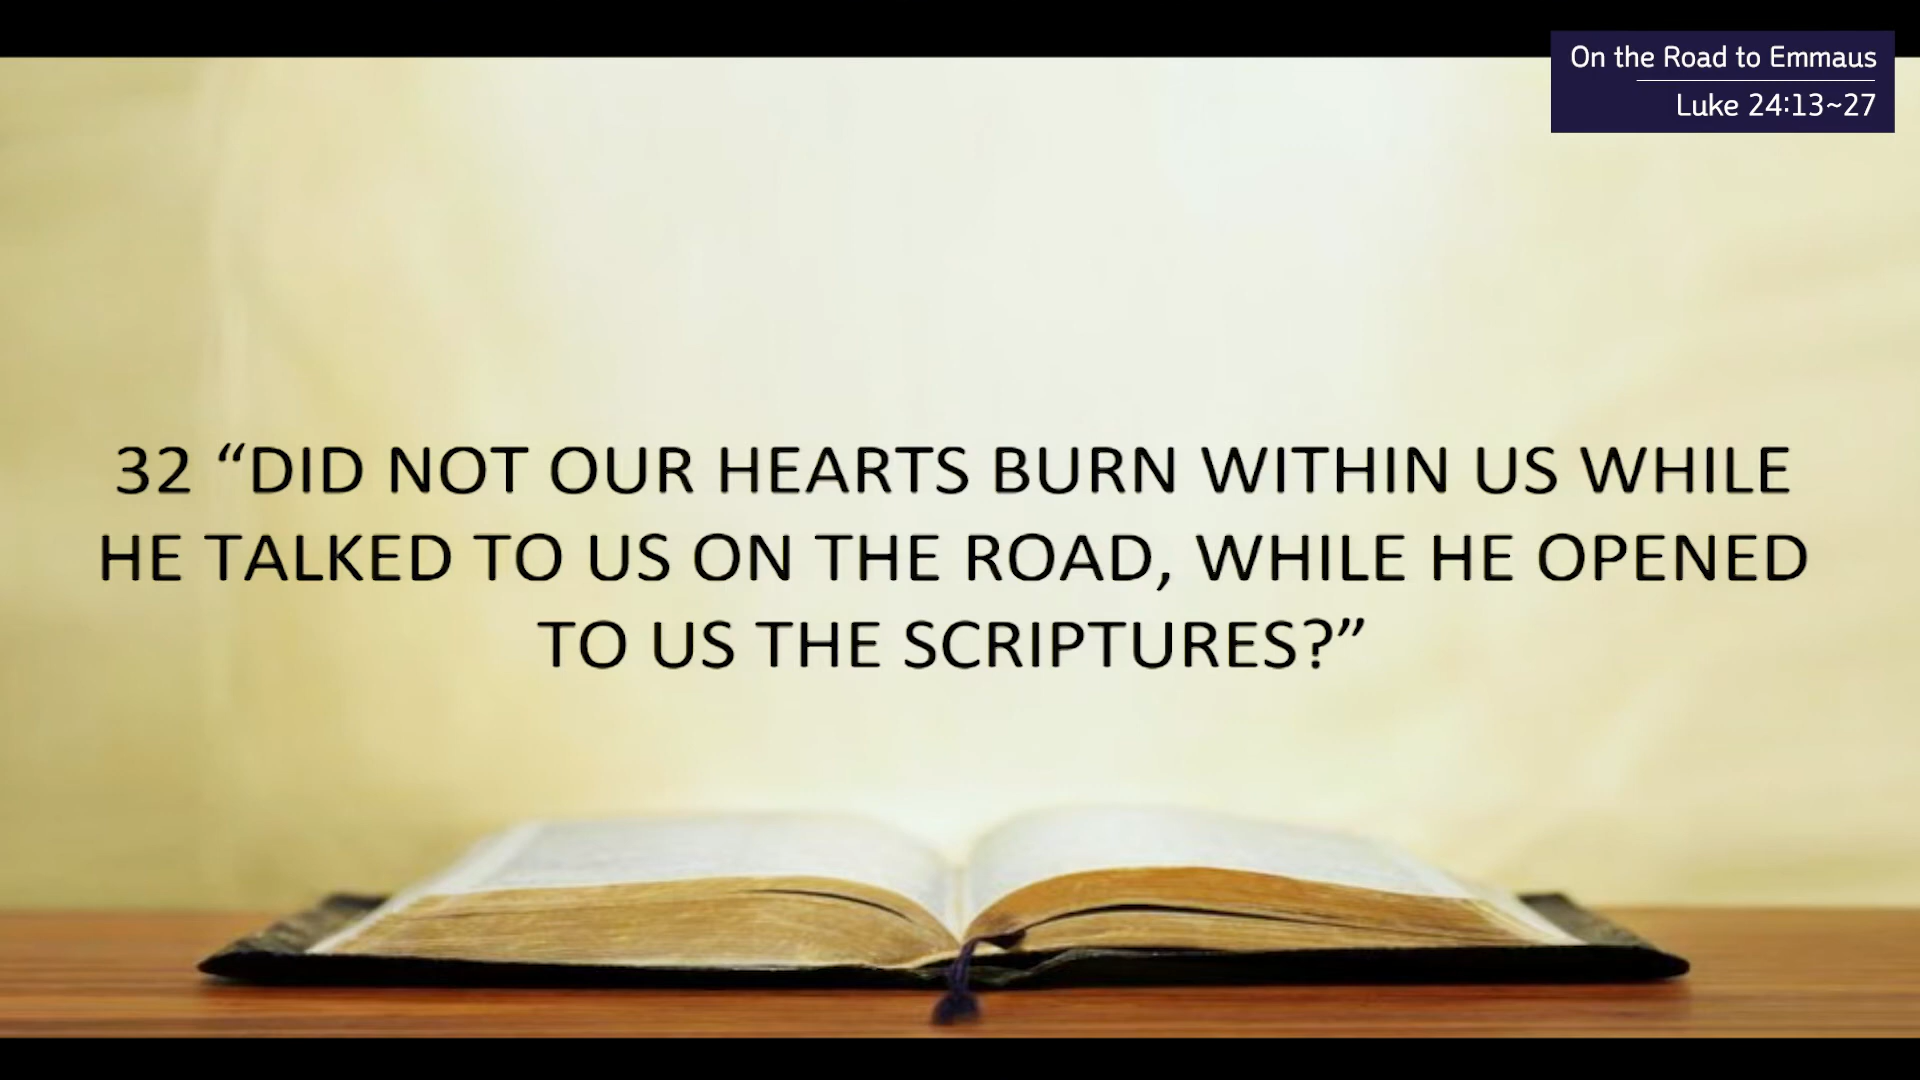 On the Road to Emmaus
Luke 24:13~27
32 “DID NOT OUR HEARTS BURN WITHIN US WHILE
HE TALKED TO US ON THE ROAD, WHILE HE OPENED
TO US THE SCRIPTURES?”